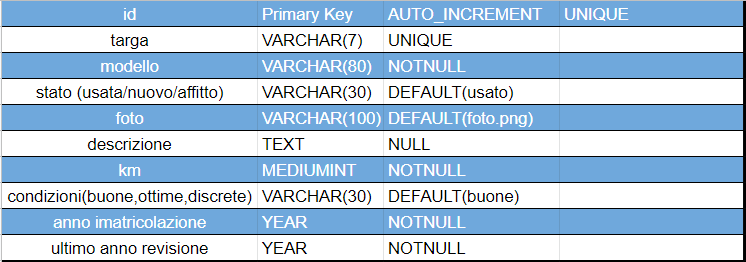 id Primary Key AUTO_INCREMENT UNIQUE
targa VARCHAR(7) UNIQUE
modello VARCHAR(80) NOTNULL
stato (usata/nuovo/affitto) VARCHAR(30) DEFAULT(usato)
foto VARCHAR(100) DEFAULT(foto.png)
descrizione TEXT NULL
km MEDIUMINT NOTNULL
condizioni(buone,ottime,discrete) VARCHAR(30) DEFAULT(buone)
anno imatricolazione YEAR NOTNULL
ultimo anno revisione YEAR NOTNULL